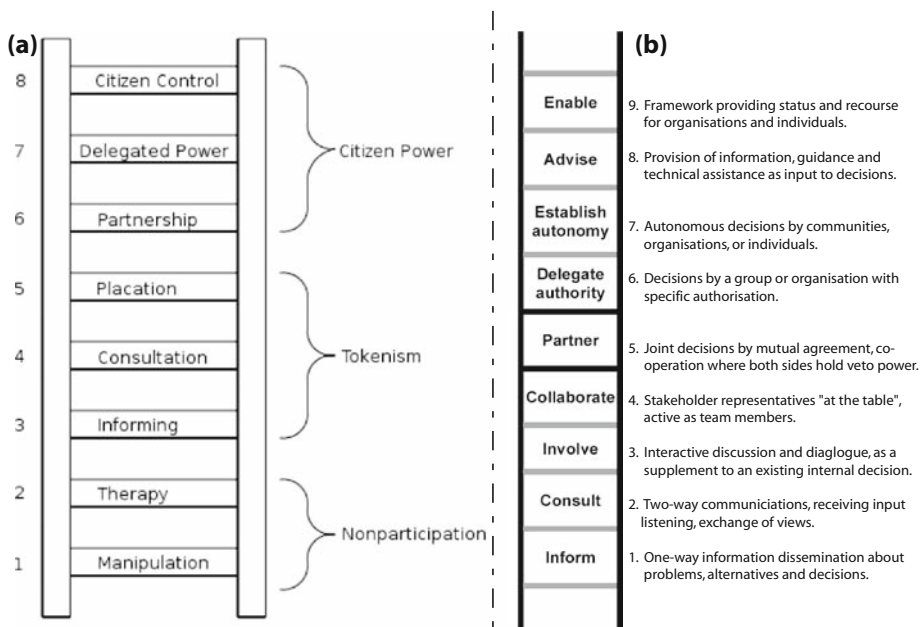 (a)
8
Citizen Control
7
Delegated Power
Citizen Power
6
Partnership
5
Placation
4
Consultation
Tokenism
3
Informing
2
Therapy
Nonparticipation
1
Manipulation
(b)
Enable
9. Framework providing status and recourse
for organisations and individuals.
Advise
8. Provision of information, guidance and
technical assistance as input to decisions.
Establish
autonomy
7. Autonomous decisions by communities,
organisations, or individuals.
Delegate
authority
6. Decisions by a group or organisation with
specific authorisation.
Partner
5. Joint decisions by mutual agreement, co-
operation where both sides hold veto power.
Collaborate
4. Stakeholder representatives "at the table",
active as team members.
Involve
3. Interactive discussion and diaglogue, as a
supplement to an existing internal decision.
Consult
2. Two-way communiciations, receiving input
listening, exchange of views.
Inform
1. One-way information dissemination about
problems, alternatives and decisions.